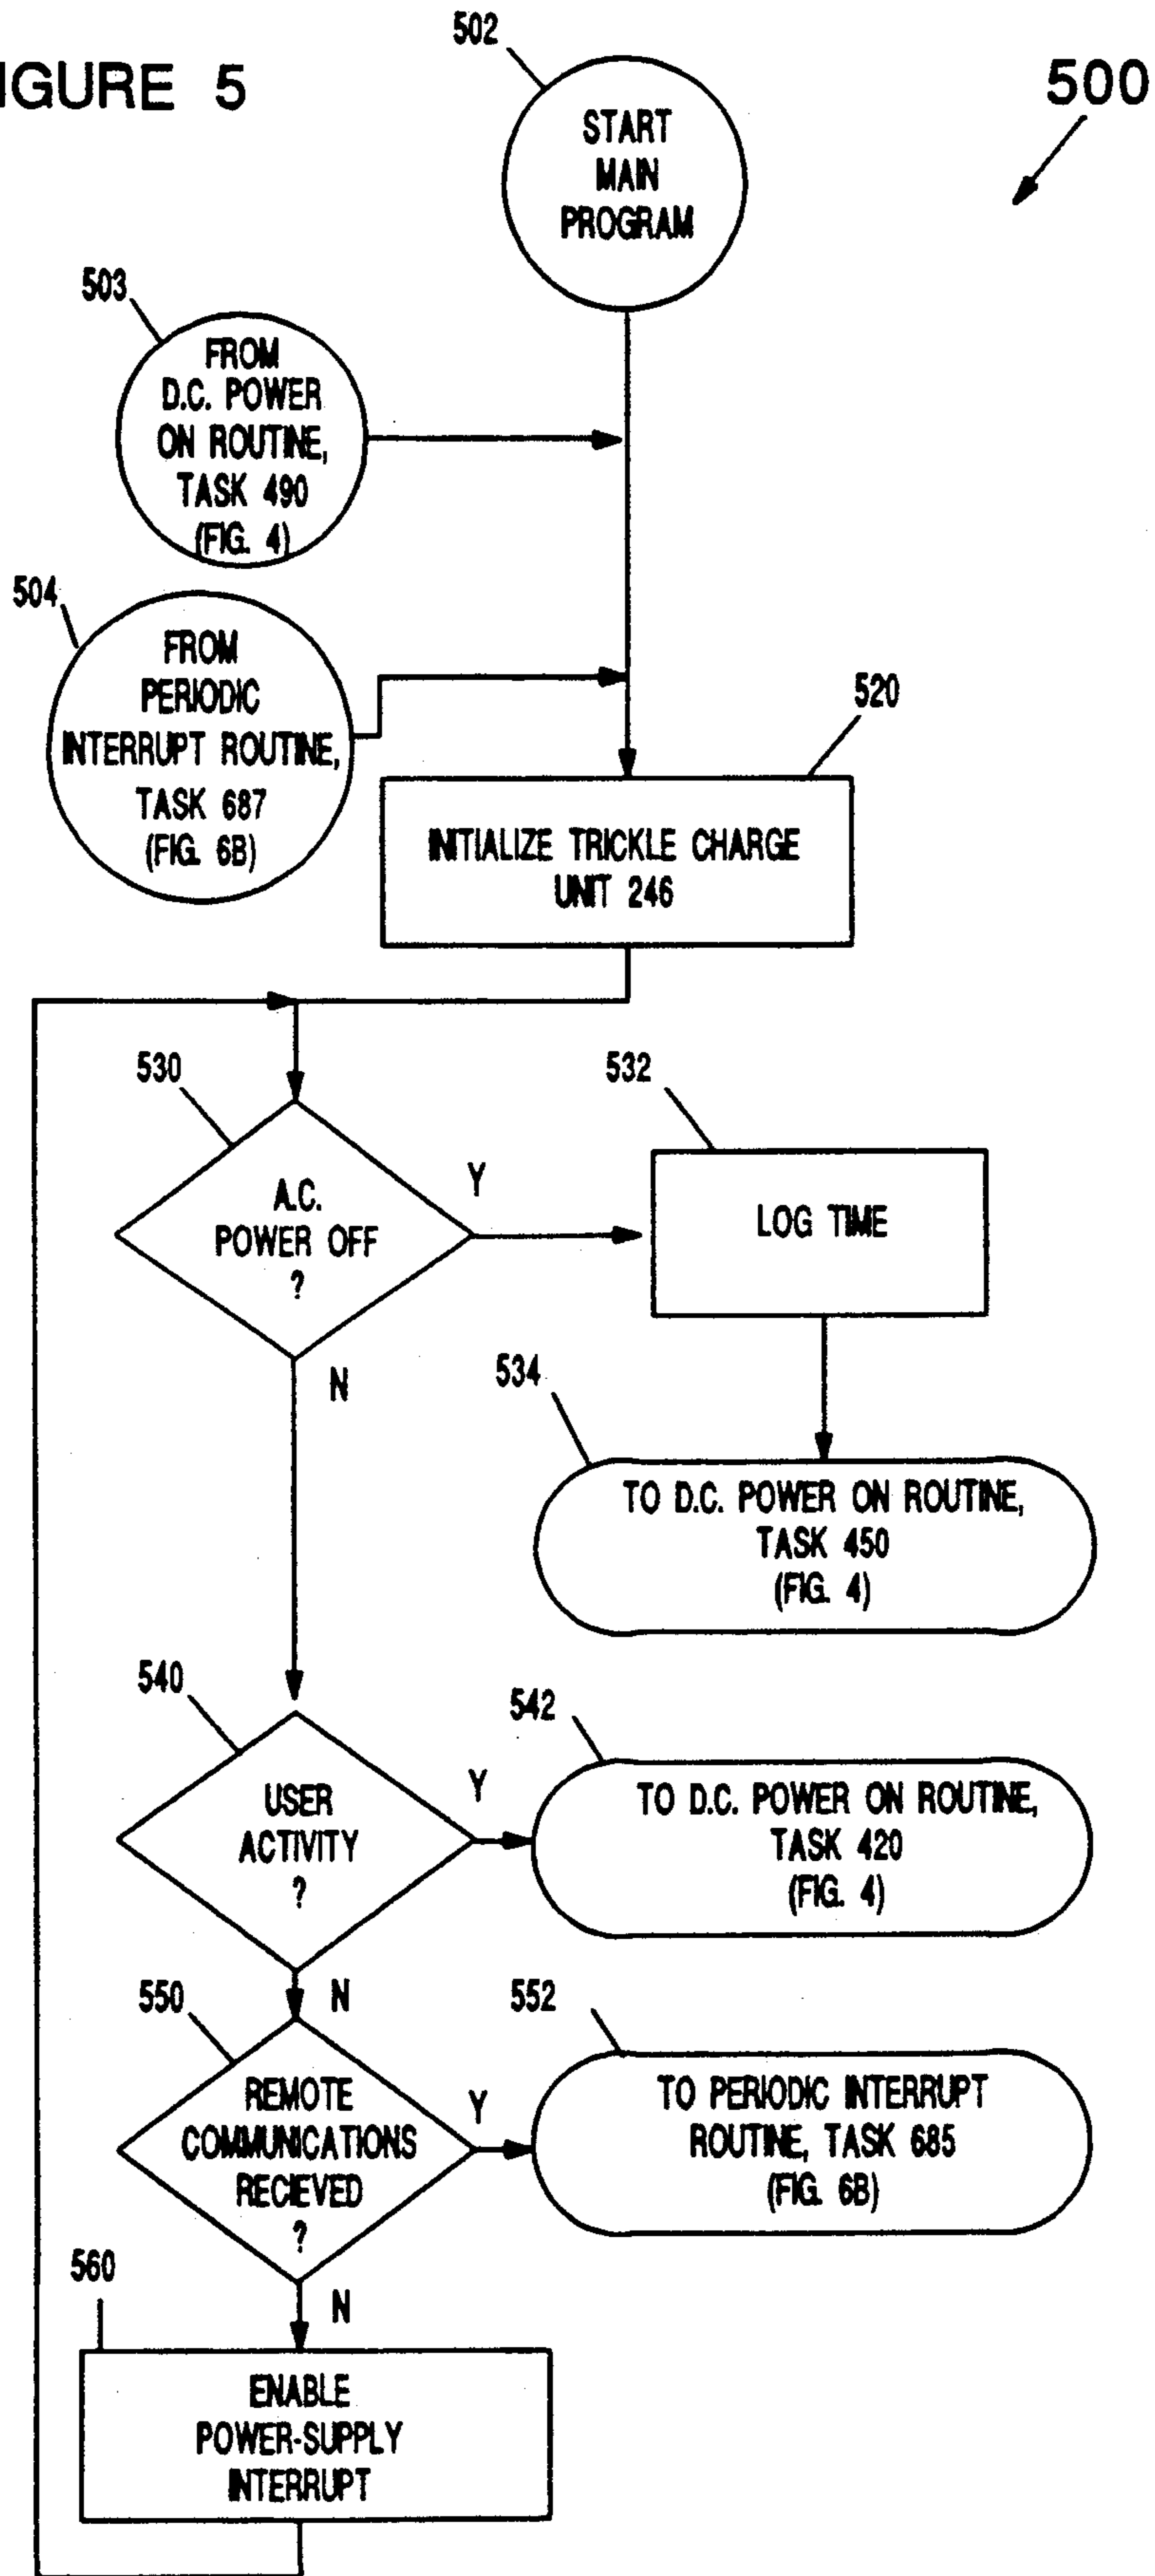 IGURE 5
500
502
START
MAIN
PROGRAM
503
FROM
D.C. POWER
ON ROUTINE,
TASK 490
(FIG. 4)
504
FROM
PERIODIC
INTERRUPT ROUTINE,
TASK 687
(FIG. 6B)
520
INITIALIZE TRICKLE CHARGE
UNIT 246
530
A.C.
POWER OFF
?
Y
N
532
LOG TIME
534
TO D.C. POWER ON ROUTINE,
TASK 450
(FIG. 4)
540
USER
ACTIVITY
?
Y
N
542
TO D.C. POWER ON ROUTINE,
TASK 420
(FIG. 4)
550
REMOTE
COMMUNICATIONS
RECIEVED
?
Y
N
552
TO PERIODIC INTERRUPT
ROUTINE, TASK 685
(FIG. 6B)
560
ENABLE
POWER-SUPPLY
INTERRUPT